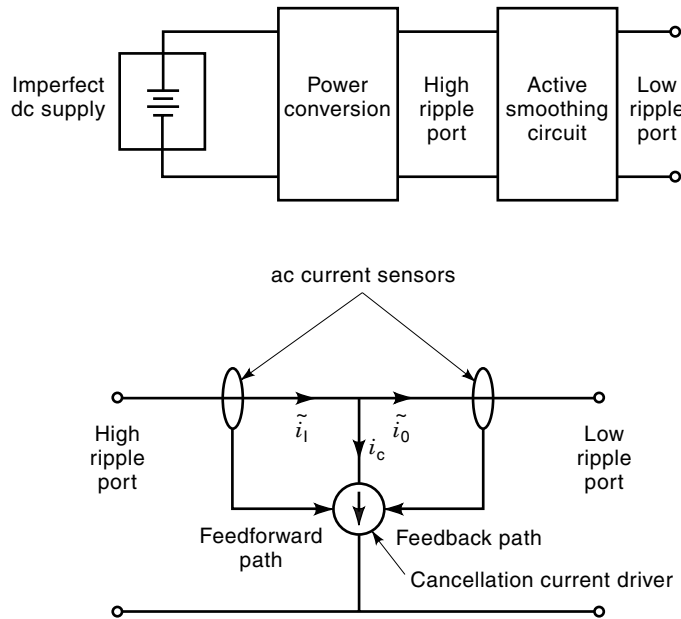 Imperfect
dc supply
Power
conversion
High
ripple
port
Active
smoothing
circuit
Low
ripple
port
ac current sensors
ĩI
ĩ0
ic
High
ripple
port
Low
ripple
port
Feedforward
path
Feedback path
Cancellation current driver